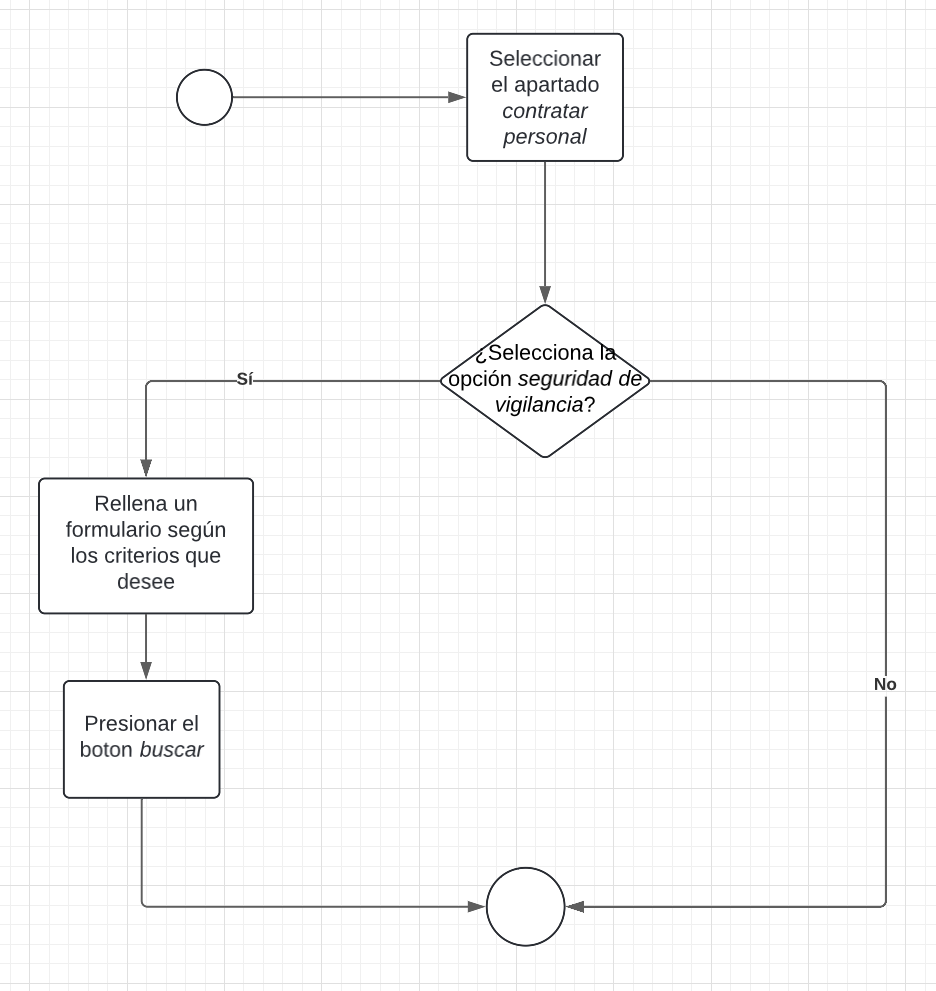 Seleccionar
el apartado
contratar
personal
¿Selecciona la
opción seguridad de
vigilancia?
Sí
Rellena un
formulario según
los criterios que
desee
No
Presionar el
boton buscar